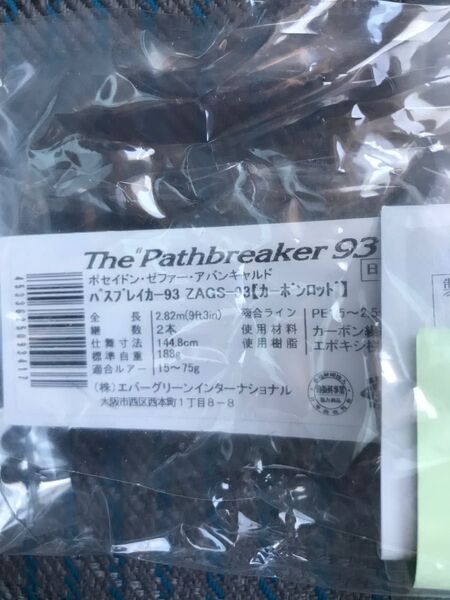 The "Pathbreaker 93
日
ポセイドン・ゼファー・アバンギャルド
パスブレイカー93 ZAGS-93【カーボンロッド】
全長 2.82m(9ft.3in) 適合ライン PE1.5~2.5
継数 2本 使用材料 カーボン繊
仕舞寸法 144.8cm 使用樹脂 エポキシ樹
標準自重 188g
適合ルアー 15~75g
(株)エバーグリーンインターナショナル
大阪市西区西本町1丁目8-8